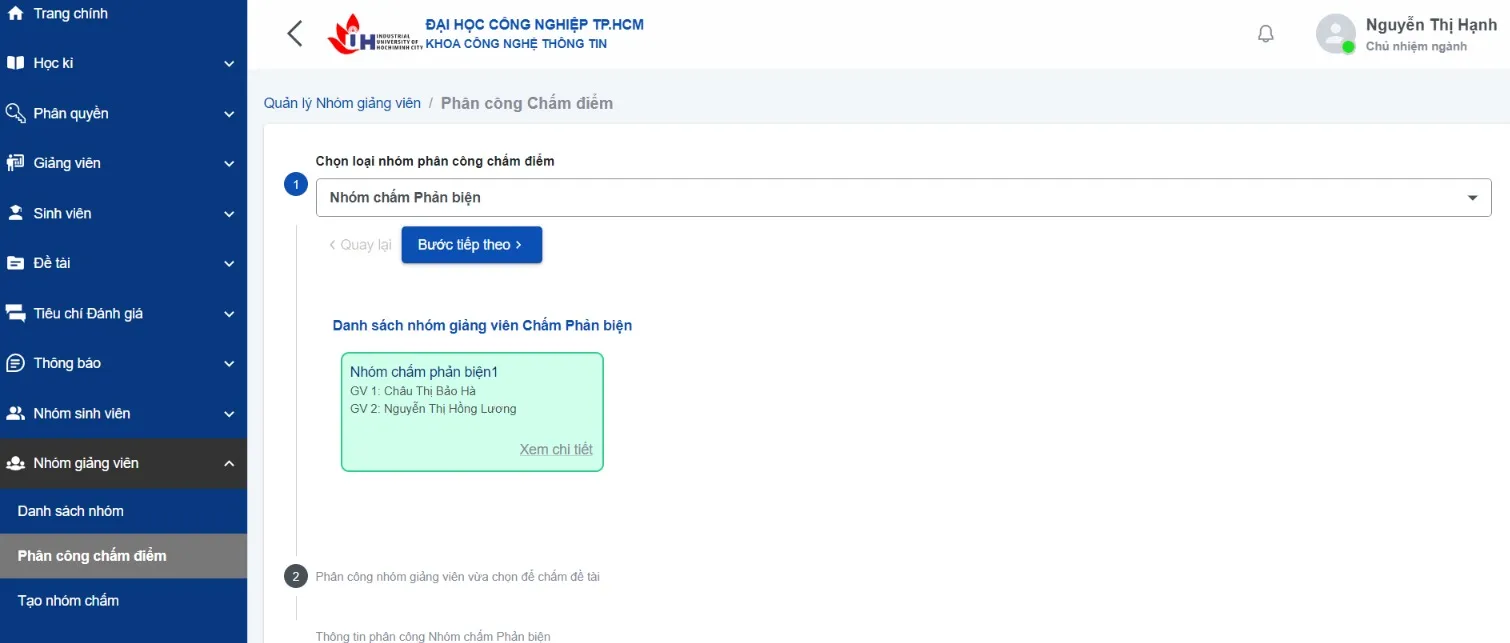 Trang chính
Học kì
Phân quyền
Giảng viên
Sinh viên
Đề tài
Tiêu chí Đánh giá
Thông báo
Nhóm sinh viên
Nhóm giảng viên
Danh sách nhóm
Phân công chấm điểm
Tạo nhóm chấm
INDUSTRIAL
UNIVERSITY OF
HOCHIMINH CITY
ĐẠI HỌC CÔNG NGHIỆP TP.HCM
KHOA CÔNG NGHỆ THÔNG TIN
Nguyễn Thị Hạnh
Chủ nhiệm ngành
Quản lý Nhóm giảng viên / Phân công Chấm điểm
Chọn loại nhóm phân công chấm điểm
1
Nhóm chấm Phản biện
Quay lại
Bước tiếp theo
Danh sách nhóm giảng viên Chấm Phản biện
Nhóm chấm phản biện1
GV 1: Châu Thị Bảo Hà
GV 2: Nguyễn Thị Hồng Lương
Xem chi tiết
2 Phân công nhóm giảng viên vừa chọn để chấm đề tài
Thông tin phân công Nhóm chấm Phản biện